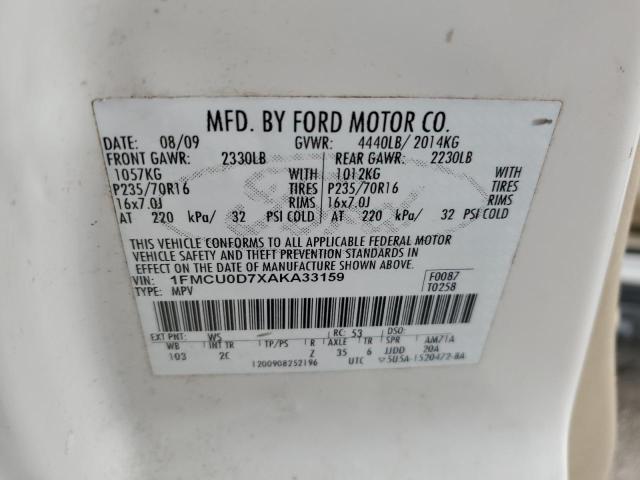 MFD. BY FORD MOTOR CO.
DATE: 08/09 GVWR: 4440LB/ 2014KG
FRONT GAWR: 2330LB REAR GAWR: 2230LB
1057KG WITH 1012KG WITH
P235/70R16 TIRES P235/70R16 TIRES
16x7.0J RIMS 16x7.0J RIMS
AT 220 kPa/ 32 PSI COLD AT 220 kPa/ 32 PSI COLD
THIS VEHICLE CONFORMS TO ALL APPLICABLE FEDERAL MOTOR
VEHICLE SAFETY AND THEFT PREVENTION STANDARDS IN
EFFECT ON THE DATE OF MANUFACTURE SHOWN ABOVE.
VIN: 1FMCU0D7XAKA33159 F0087
TYPE: MPV T0258
EXT PNT: WS RC: 53 DSO:
WB INT TR TP/PS R AXLE TR SPR
103 2C Z 35 6 JJDD 20A
1200908252196 UTC